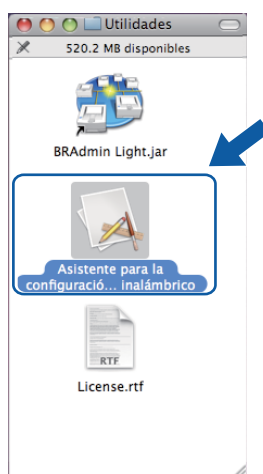 Utilidades
520.2 MB disponibles
BRAdmin Light.jar
Asistente para la
configuració... inalámbrico
RTF
License.rtf